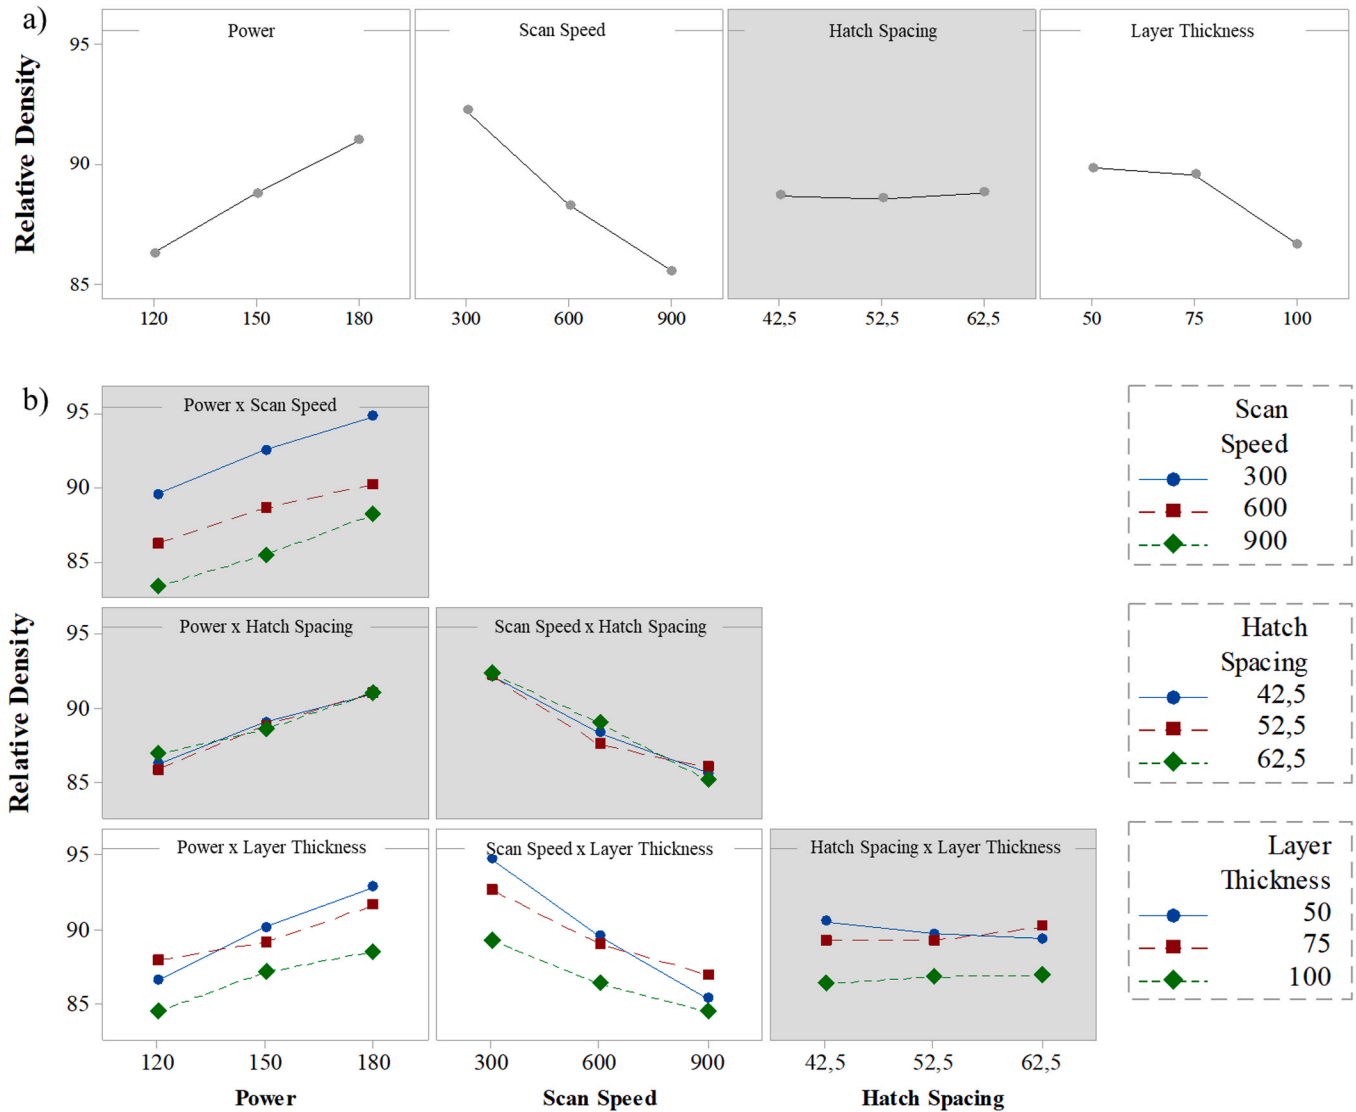 a)
Power
Scan Speed
Hatch Spacing
Layer Thickness
Relative Density
95
90
85
120 150 180
300 600 900
42,5 52,5 62,5
50 75 100
b)
Relative Density
Power x Scan Speed
95
90
85
Power x Hatch Spacing
Scan Speed x Hatch Spacing
95
90
85
Power x Layer Thickness
Scan Speed x Layer Thickness
Hatch Spacing x Layer Thickness
95
90
85
120 150 180
300 600 900
42,5 52,5 62,5
Power
Scan Speed
Hatch Spacing
Scan
Speed
300
600
900
Hatch
Spacing
42,5
52,5
62,5
Layer
Thickness
50
75
100